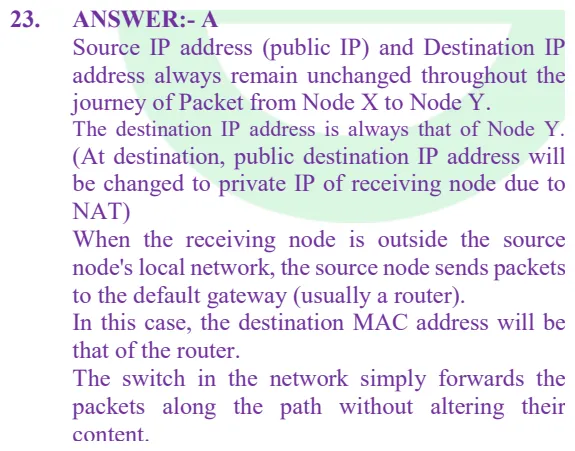 23. ANSWER:- A
Source IP address (public IP) and Destination IP
address always remain unchanged throughout the
journey of Packet from Node X to Node Y.
The destination IP address is always that of Node Y.
(At destination, public destination IP address will
be changed to private IP of receiving node due to
NAT)
When the receiving node is outside the source
node's local network, the source node sends packets
to the default gateway (usually a router).
In this case, the destination MAC address will be
that of the router.
The switch in the network simply forwards the
packets along the path without altering their
content.